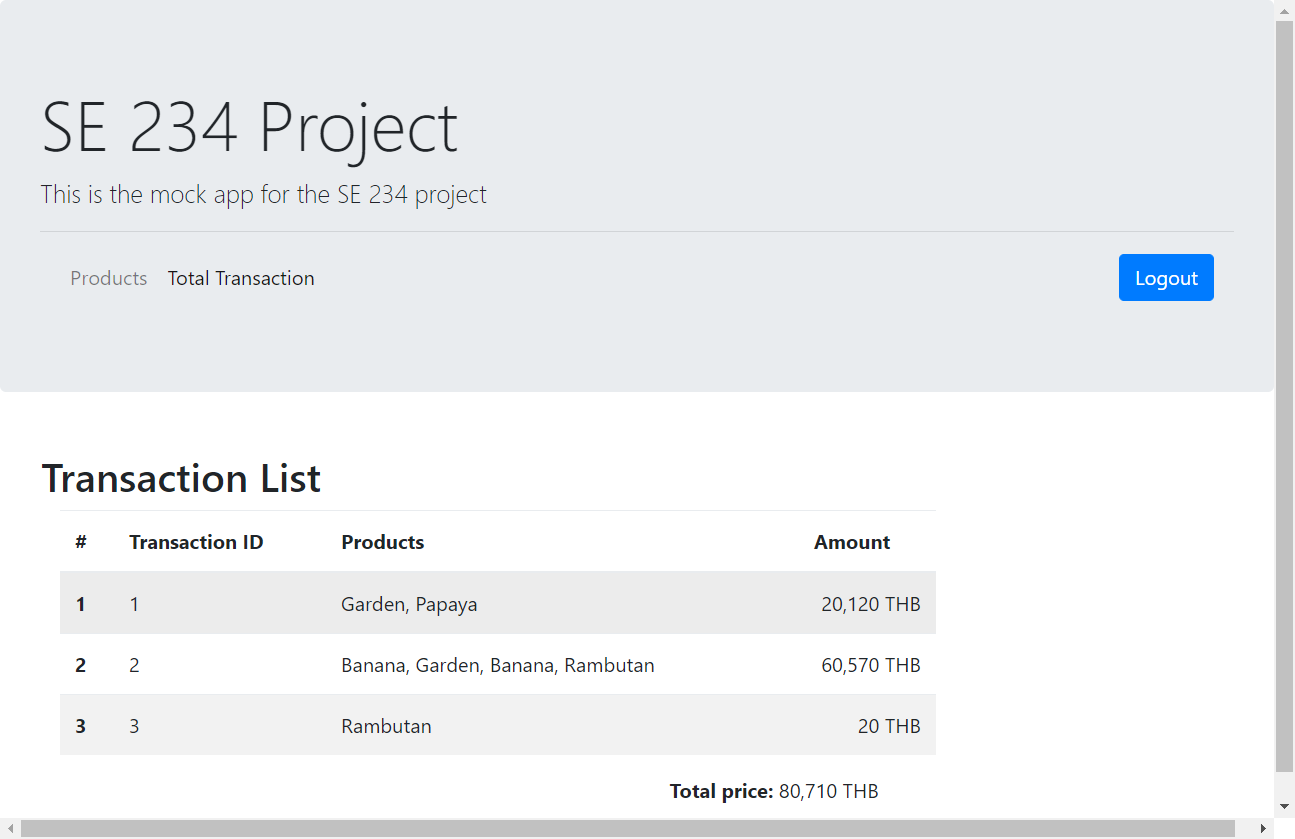 SE 234 Project
This is the mock app for the SE 234 project
Products Total Transaction Logout
Transaction List
# Transaction ID Products Amount
1 1 Garden, Papaya 20,120 THB
2 2 Banana, Garden, Banana, Rambutan 60,570 THB
3 3 Rambutan 20 THB
Total price: 80,710 THB